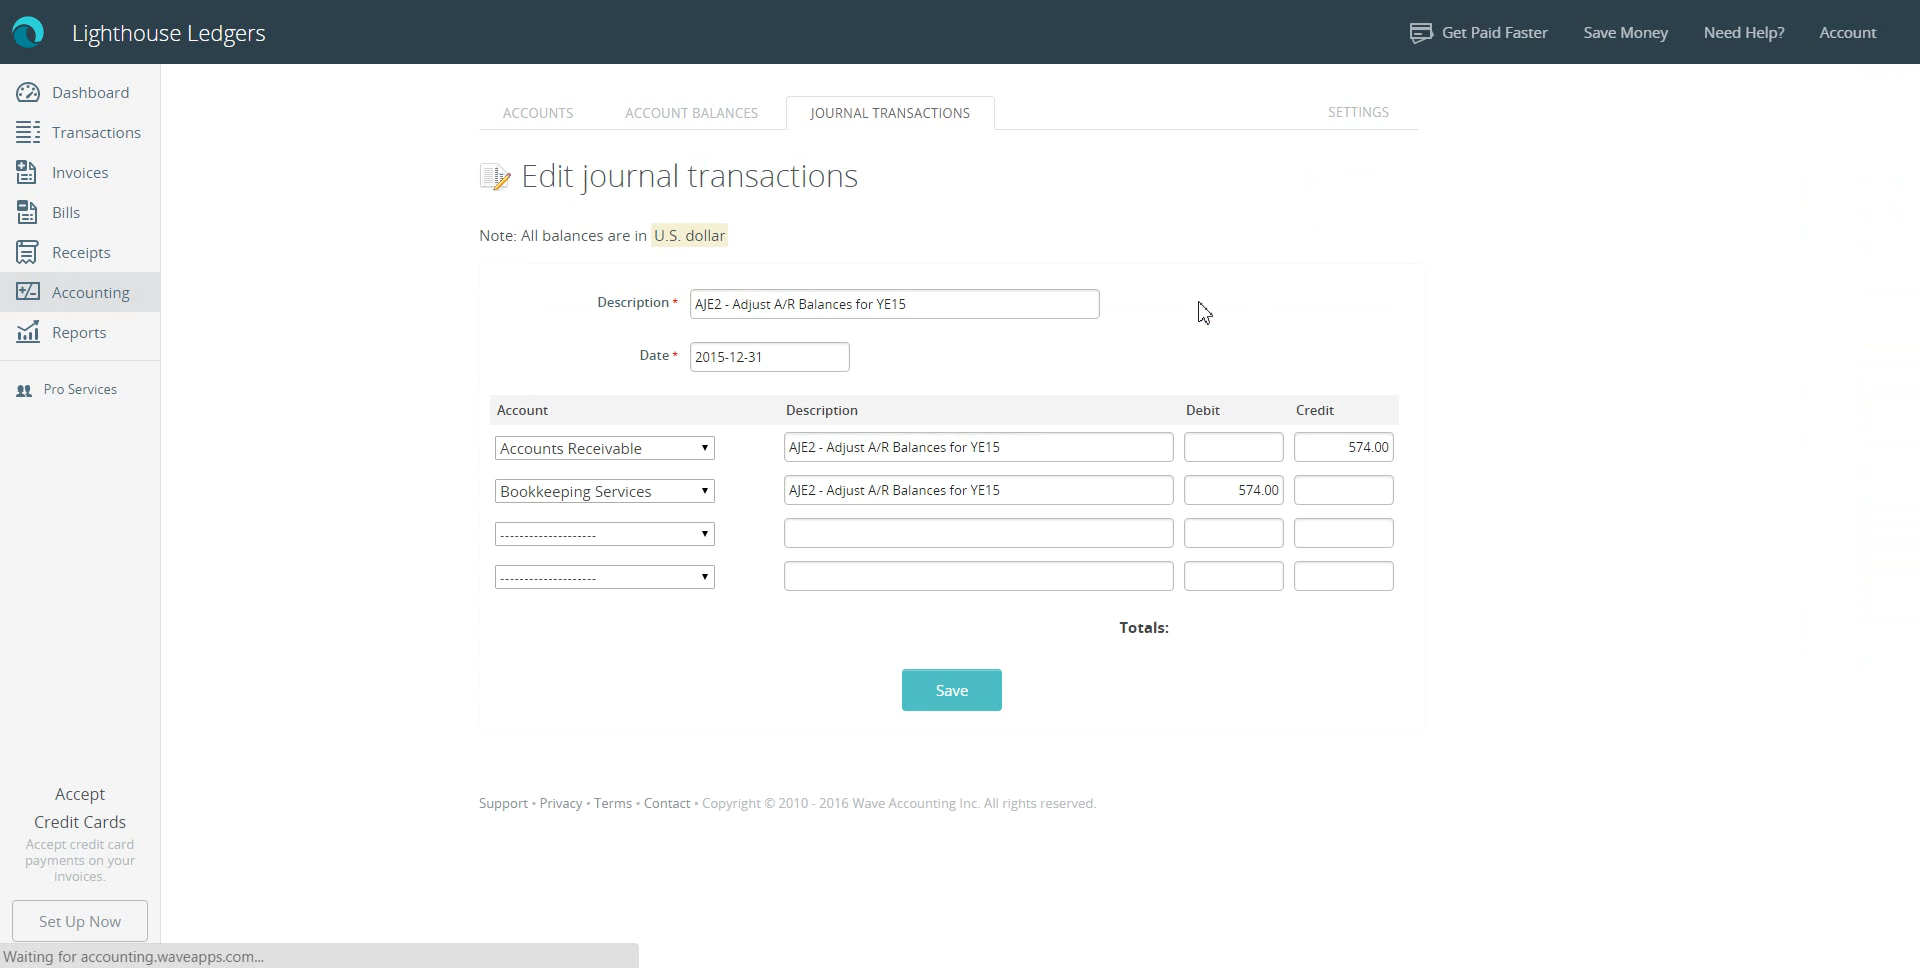 Lighthouse Ledgers
Get Paid Faster Save Money Need Help? Account
Dashboard
Transactions
Invoices
Bills
Receipts
Accounting
Reports
Pro Services
Accept
Credit Cards
Accept credit card
payments on your
invoices.
Set Up Now
ACCOUNTS ACCOUNT BALANCES JOURNAL TRANSACTIONS SETTINGS
Edit journal transactions
Note: All balances are in U.S. dollar
Description * AJE2 - Adjust A/R Balances for YE15
Date * 2015-12-31
Account Description Debit Credit
Accounts Receivable AJE2 - Adjust A/R Balances for YE15 574.00
Bookkeeping Services AJE2 - Adjust A/R Balances for YE15 574.00
--------------------
--------------------
Totals:
Save
Support • Privacy • Terms • Contact • Copyright © 2010 - 2016 Wave Accounting Inc. All rights reserved.
Waiting for accounting.waveapps.com...